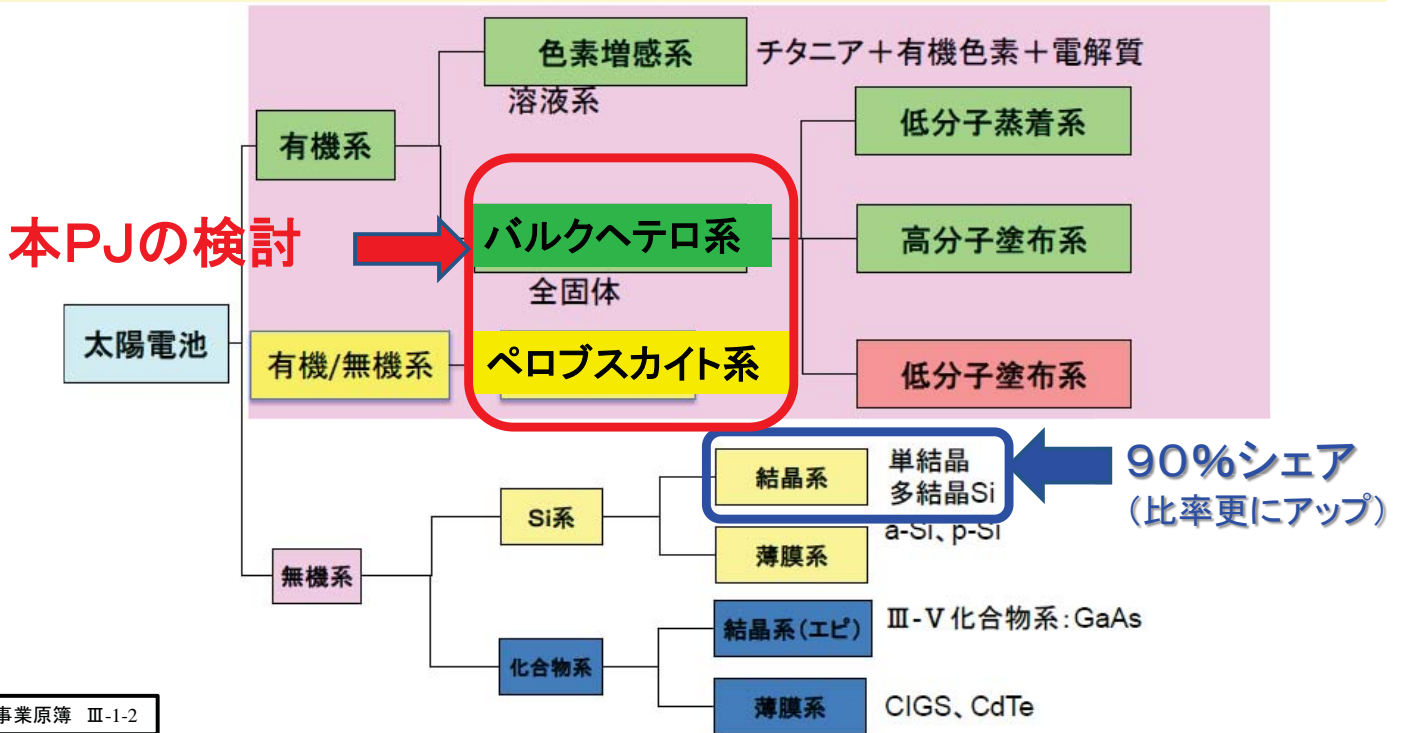 色素増感系
チタニア+有機色素+電解質
溶液系
有機系
低分子蒸着系
本PJの検討
バルクヘテロ系
高分子塗布系
全固体
太陽電池
有機/無機系
ペロブスカイト系
低分子塗布系
90%シェア
(比率更にアップ)
結晶系
単結晶
多結晶Si
Si系
薄膜系
a-Si、p-Si
無機系
結晶系(エピ)
Ⅲ-Ⅴ化合物系:GaAs
化合物系
薄膜系
CIGS、CdTe
事業原簿 Ⅲ-1-2